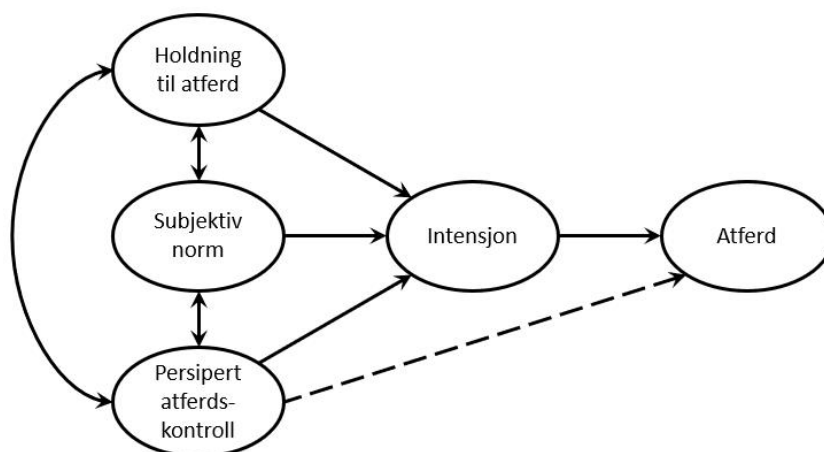 Holdning
til atferd
Subjektiv
norm
Intensjon
Atferd
Persipert
atferds-
kontroll